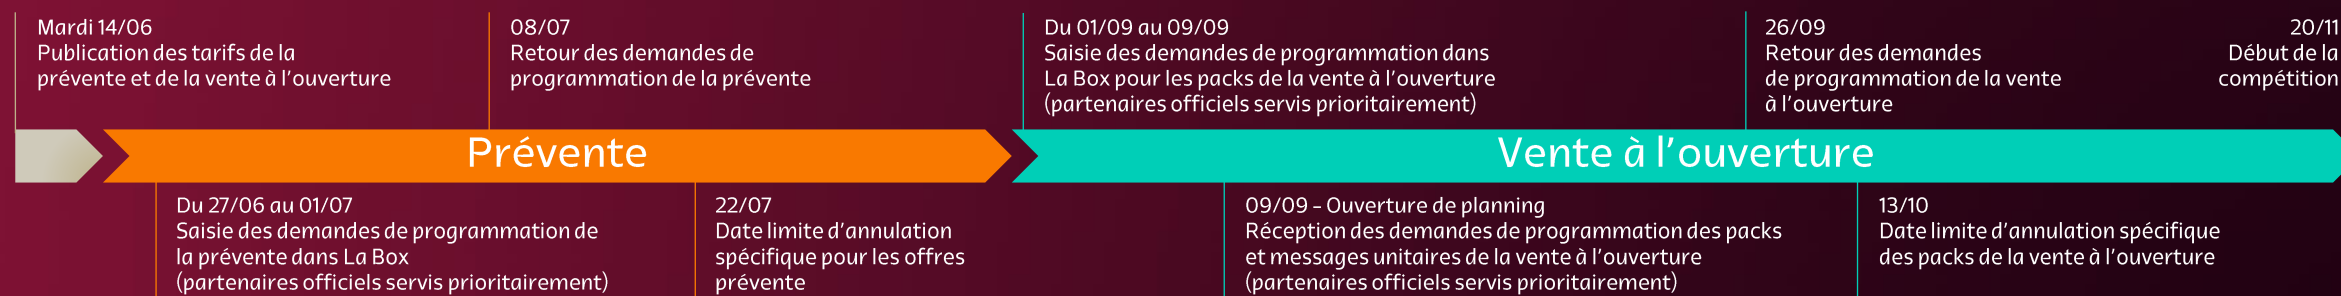 Mardi 14/06
Publication des tarifs de la
prévente et de la vente à l'ouverture
08/07
Retour des demandes de
programmation de la prévente
Du 01/09 au 09/09
Saisie des demandes de programmation dans
La Box pour les packs de la vente à l'ouverture
(partenaires officiels servis prioritairement)
26/09
Retour des demandes
de programmation de la vente
à l'ouverture
20/11
Début de la
compétition
Prévente
Vente à l'ouverture
Du 27/06 au 01/07
Saisie des demandes de programmation de
la prévente dans La Box
(partenaires officiels servis prioritairement)
22/07
Date limite d'annulation
spécifique pour les offres
prévente
09/09 – Ouverture de planning
Réception des demandes de programmation des packs
et messages unitaires de la vente à l'ouverture
(partenaires officiels servis prioritairement)
13/10
Date limite d'annulation spécifique
des packs de la vente à l'ouverture